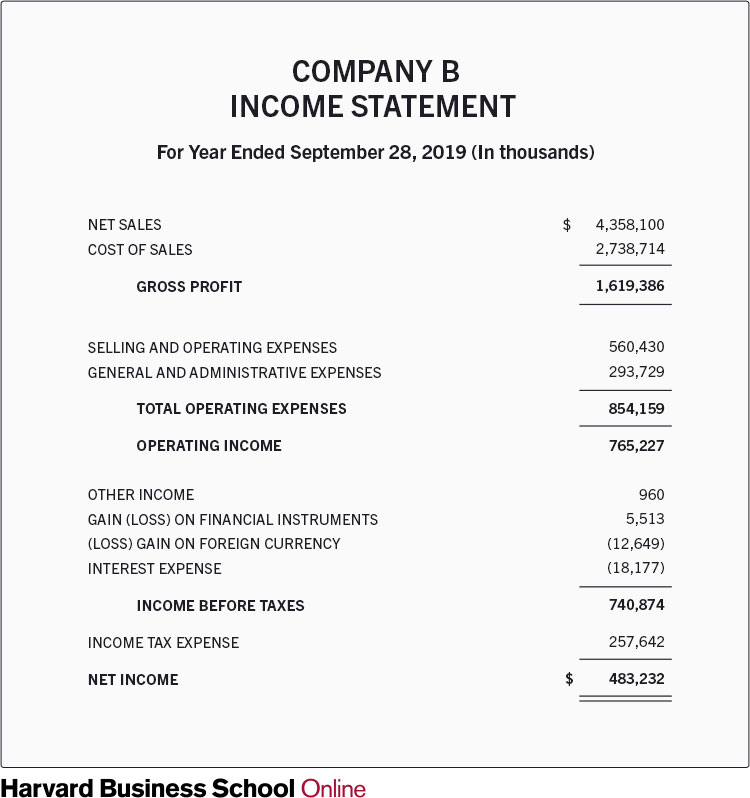 COMPANY B
INCOME STATEMENT
For Year Ended September 28, 2019 (In thousands)
NET SALES $ 4,358,100
COST OF SALES 2,738,714
GROSS PROFIT 1,619,386
SELLING AND OPERATING EXPENSES 560,430
GENERAL AND ADMINISTRATIVE EXPENSES 293,729
TOTAL OPERATING EXPENSES 854,159
OPERATING INCOME 765,227
OTHER INCOME 960
GAIN (LOSS) ON FINANCIAL INSTRUMENTS 5,513
(LOSS) GAIN ON FOREIGN CURRENCY (12,649)
INTEREST EXPENSE (18,177)
INCOME BEFORE TAXES 740,874
INCOME TAX EXPENSE 257,642
NET INCOME $ 483,232
Harvard Business School Online